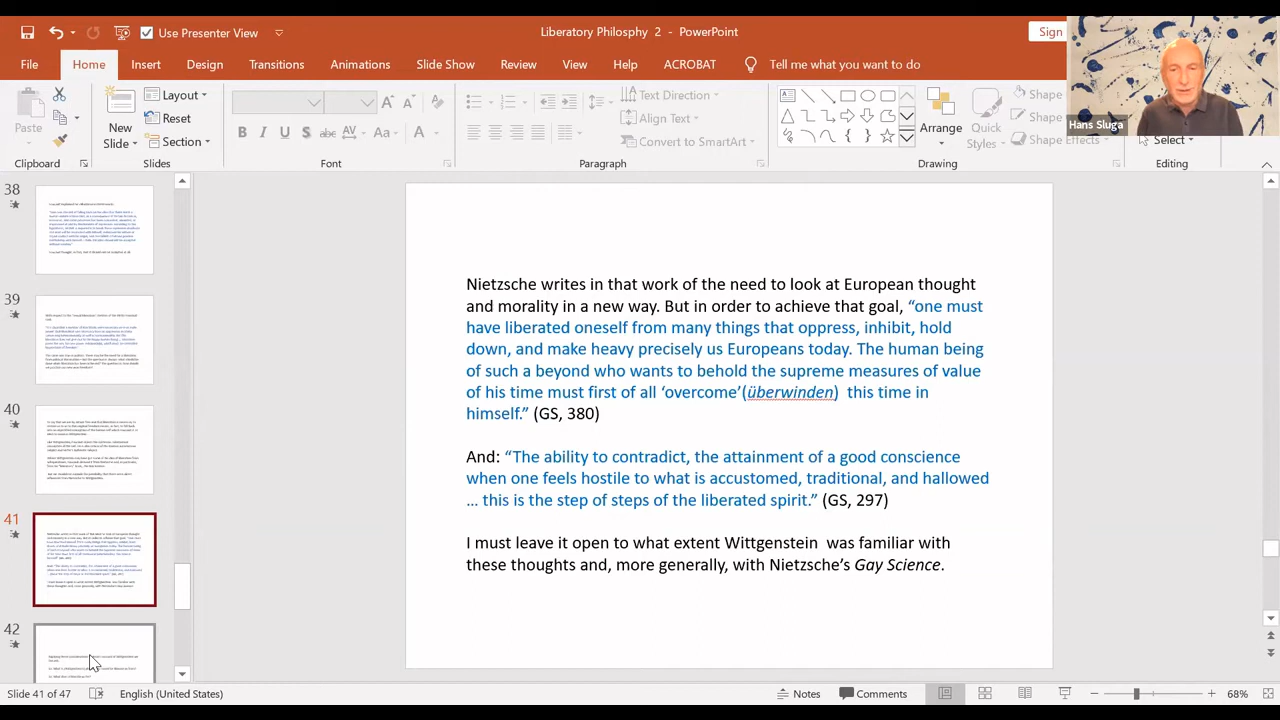 Use Presenter View
Liberatory Philosphy 2 - PowerPoint
Sign
File Home Insert Design Transitions Animations Slide Show Review View Help ACROBAT Tell me what you want to do
Paste
New Slide
Layout
Reset
Section
Text Direction
Align Text
Convert to SmartArt
Arrange
Quick Styles
Shape
Shape
Shape Effects
Select
Hans Sluga
Clipboard Slides Font Paragraph Drawing Editing
38
39
40
41
42
Nietzsche writes in that work of the need to look at European thought
and morality in a new way. But in order to achieve that goal, “one must
have liberated oneself from many things that oppress, inhibit, hold
down and make heavy precisely us Europeans today. The human being
of such a beyond who wants to behold the supreme measures of value
of his time must first of all ‘overcome’(überwinden) this time in
himself.” (GS, 380)
And: “The ability to contradict, the attainment of a good conscience
when one feels hostile to what is accustomed, traditional, and hallowed
… this is the step of steps of the liberated spirit.” (GS, 297)
I must leave it open to what extent Wittgenstein was familiar with
these thoughts and, more generally, with Nietzsche’s Gay Science.
Slide 41 of 47 English (United States) Notes Comments 68%